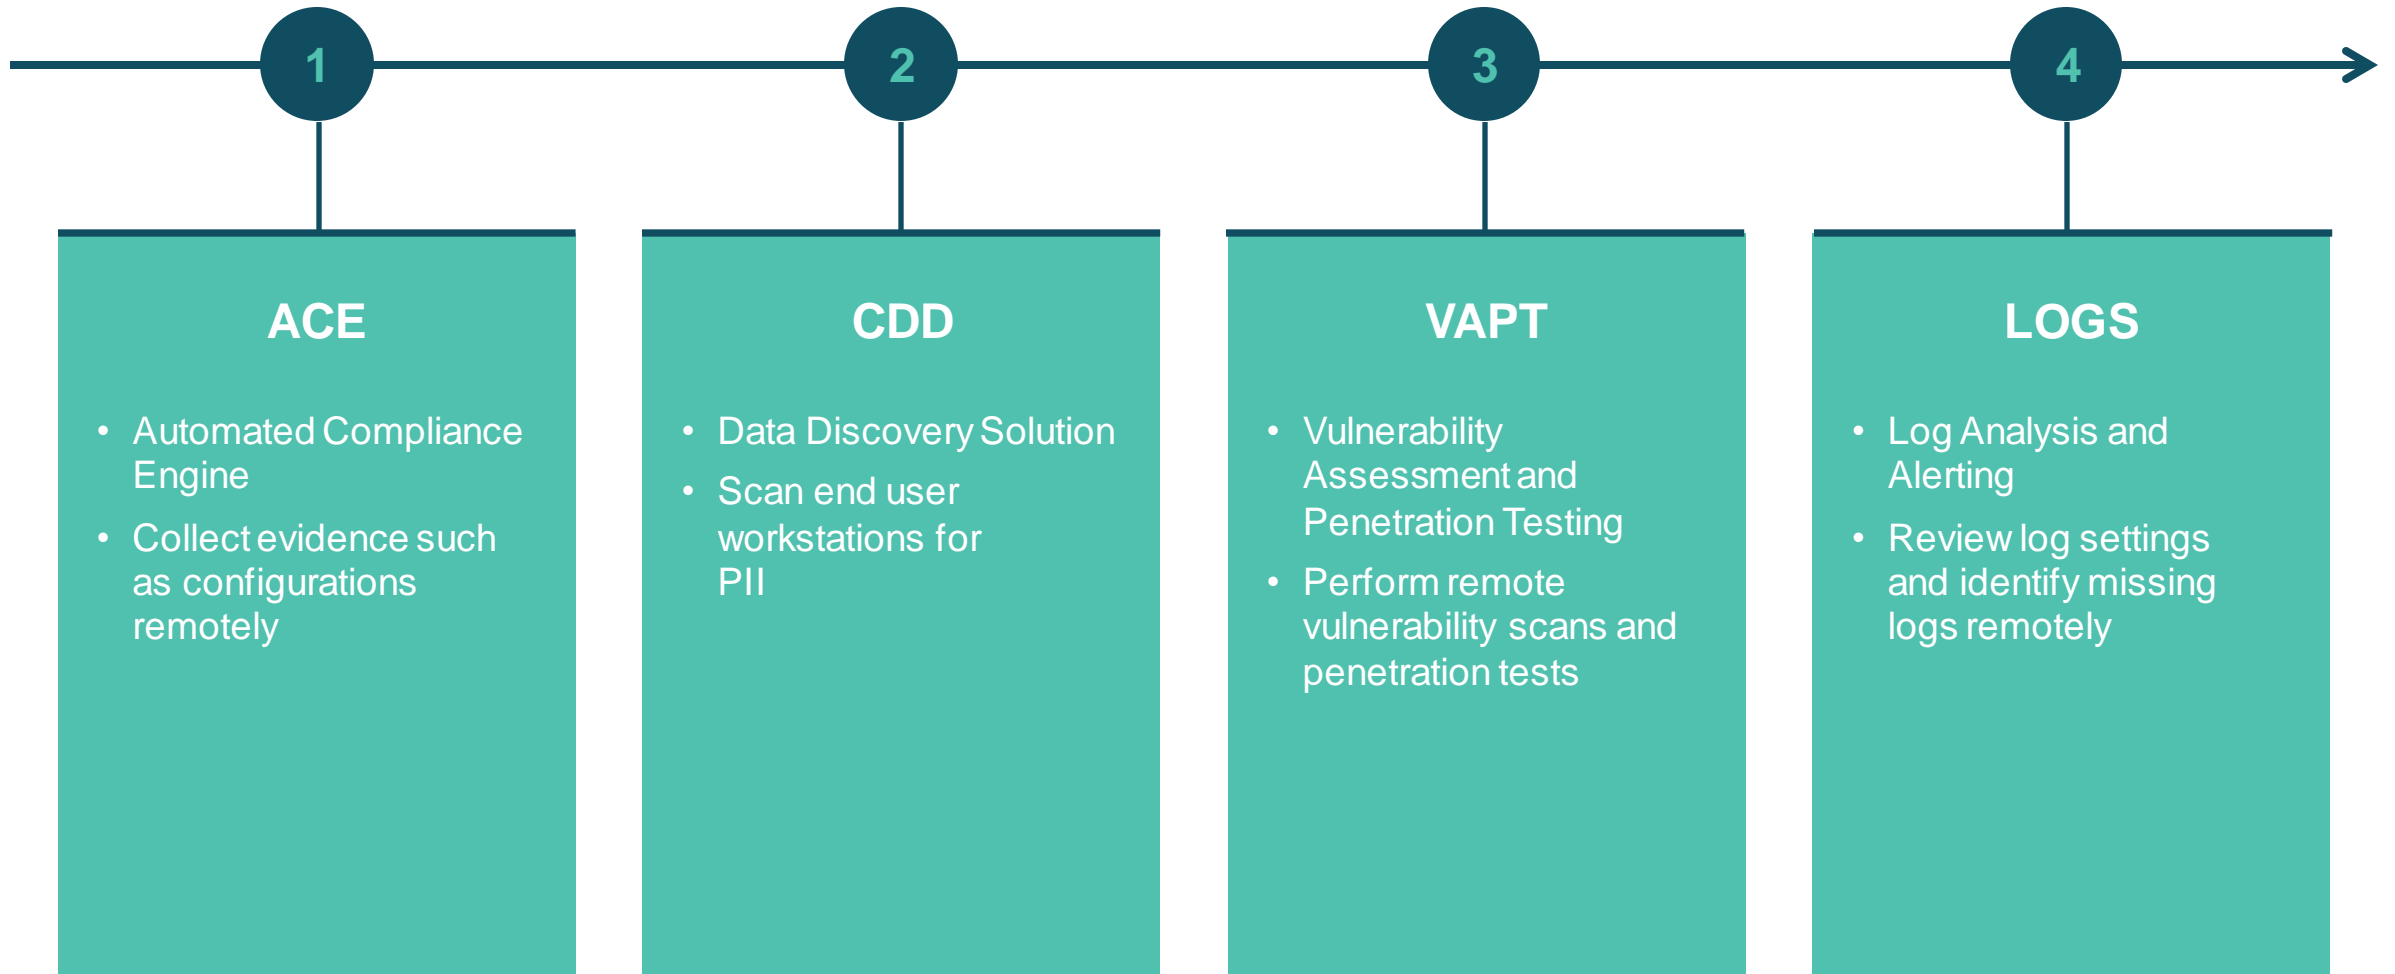 1
2
3
4
ACE
• Automated Compliance
Engine
• Collect evidence such
as configurations
remotely
CDD
• Data Discovery Solution
• Scan end user
workstations for
PII
VAPT
• Vulnerability
Assessment and
Penetration Testing
• Perform remote
vulnerability scans and
penetration tests
LOGS
• Log Analysis and
Alerting
• Review log settings
and identify missing
logs remotely